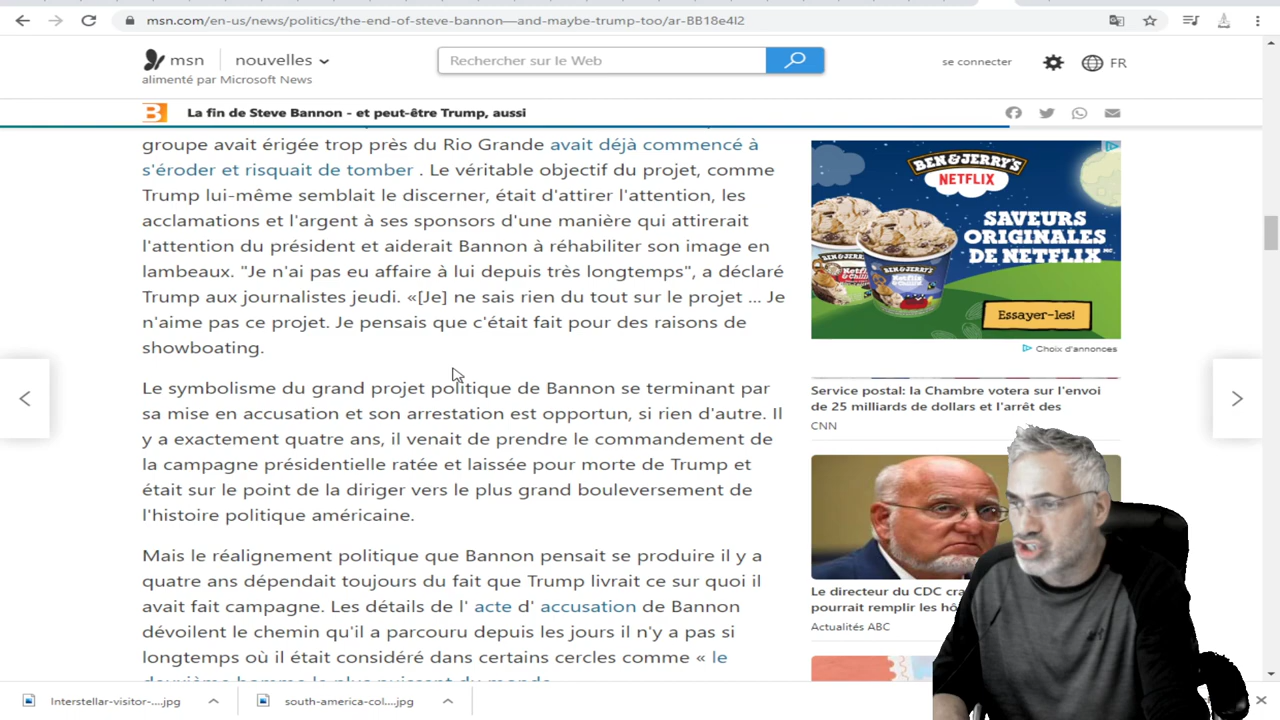 msn.com/en-us/news/politics/the-end-of-steve-bannon—and-maybe-trump-too/ar-BB18e4l2
msn
nouvelles
alimenté par Microsoft News
Rechercher sur le Web
se connecter
FR
La fin de Steve Bannon - et peut-être Trump, aussi
groupe avait érigée trop près du Rio Grande avait déjà commencé à
s'éroder et risquait de tomber . Le véritable objectif du projet, comme
Trump lui-même semblait le discerner, était d'attirer l'attention, les
acclamations et l'argent à ses sponsors d'une manière qui attirerait
l'attention du président et aiderait Bannon à réhabiliter son image en
lambeaux. "Je n'ai pas eu affaire à lui depuis très longtemps", a déclaré
Trump aux journalistes jeudi. «[Je] ne sais rien du tout sur le projet ... Je
n'aime pas ce projet. Je pensais que c'était fait pour des raisons de
showboating.
Le symbolisme du grand projet politique de Bannon se terminant par
sa mise en accusation et son arrestation est opportun, si rien d'autre. Il
y a exactement quatre ans, il venait de prendre le commandement de
la campagne présidentielle ratée et laissée pour morte de Trump et
était sur le point de la diriger vers le plus grand bouleversement de
l'histoire politique américaine.
Mais le réalignement politique que Bannon pensait se produire il y a
quatre ans dépendait toujours du fait que Trump livrait ce sur quoi il
avait fait campagne. Les détails de l' acte d' accusation de Bannon
dévoilent le chemin qu'il a parcouru depuis les jours il n'y a pas si
longtemps où il était considéré dans certains cercles comme « le
deuxième homme le plus puissant du monde
BEN & JERRY'S
NETFLIX
SAVEURS
ORIGINALES
DE NETFLIX
Essayer-les!
Choix d'annonces
Service postal: la Chambre votera sur l'envoi
de 25 milliards de dollars et l'arrêt des
CNN
Le directeur du CDC
pourrait remplir les
Actualités ABC
Interstellar-visitor-....jpg
south-america-col....jpg